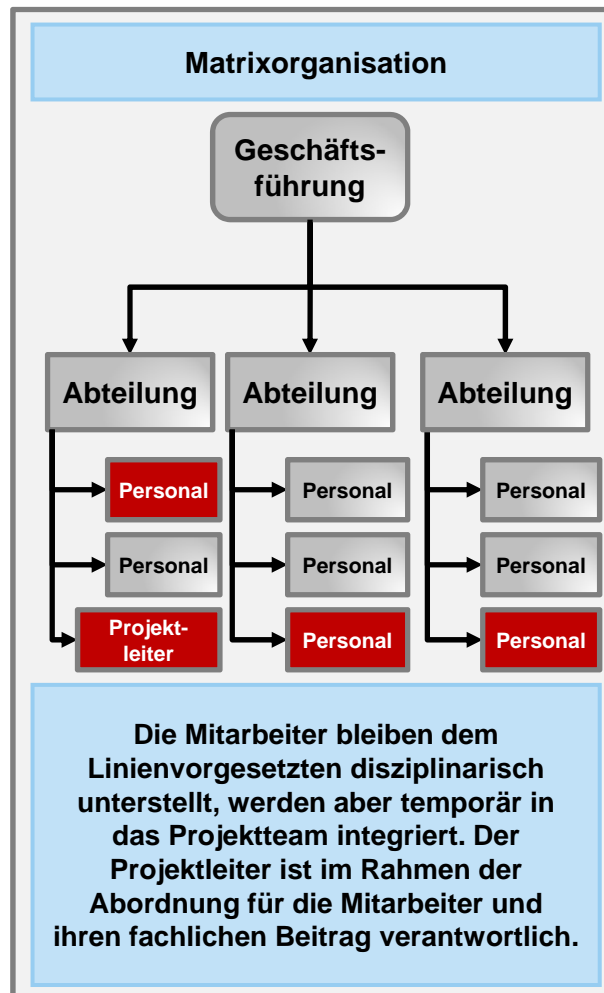 Matrixorganisation
Geschäfts-
führung
Abteilung
Abteilung
Abteilung
Personal
Personal
Personal
Personal
Personal
Personal
Projekt-
leiter
Personal
Personal
Die Mitarbeiter bleiben dem
Linienvorgesetzten disziplinarisch
unterstellt, werden aber temporär in
das Projektteam integriert. Der
Projektleiter ist im Rahmen der
Abordnung für die Mitarbeiter und
ihren fachlichen Beitrag verantwortlich.